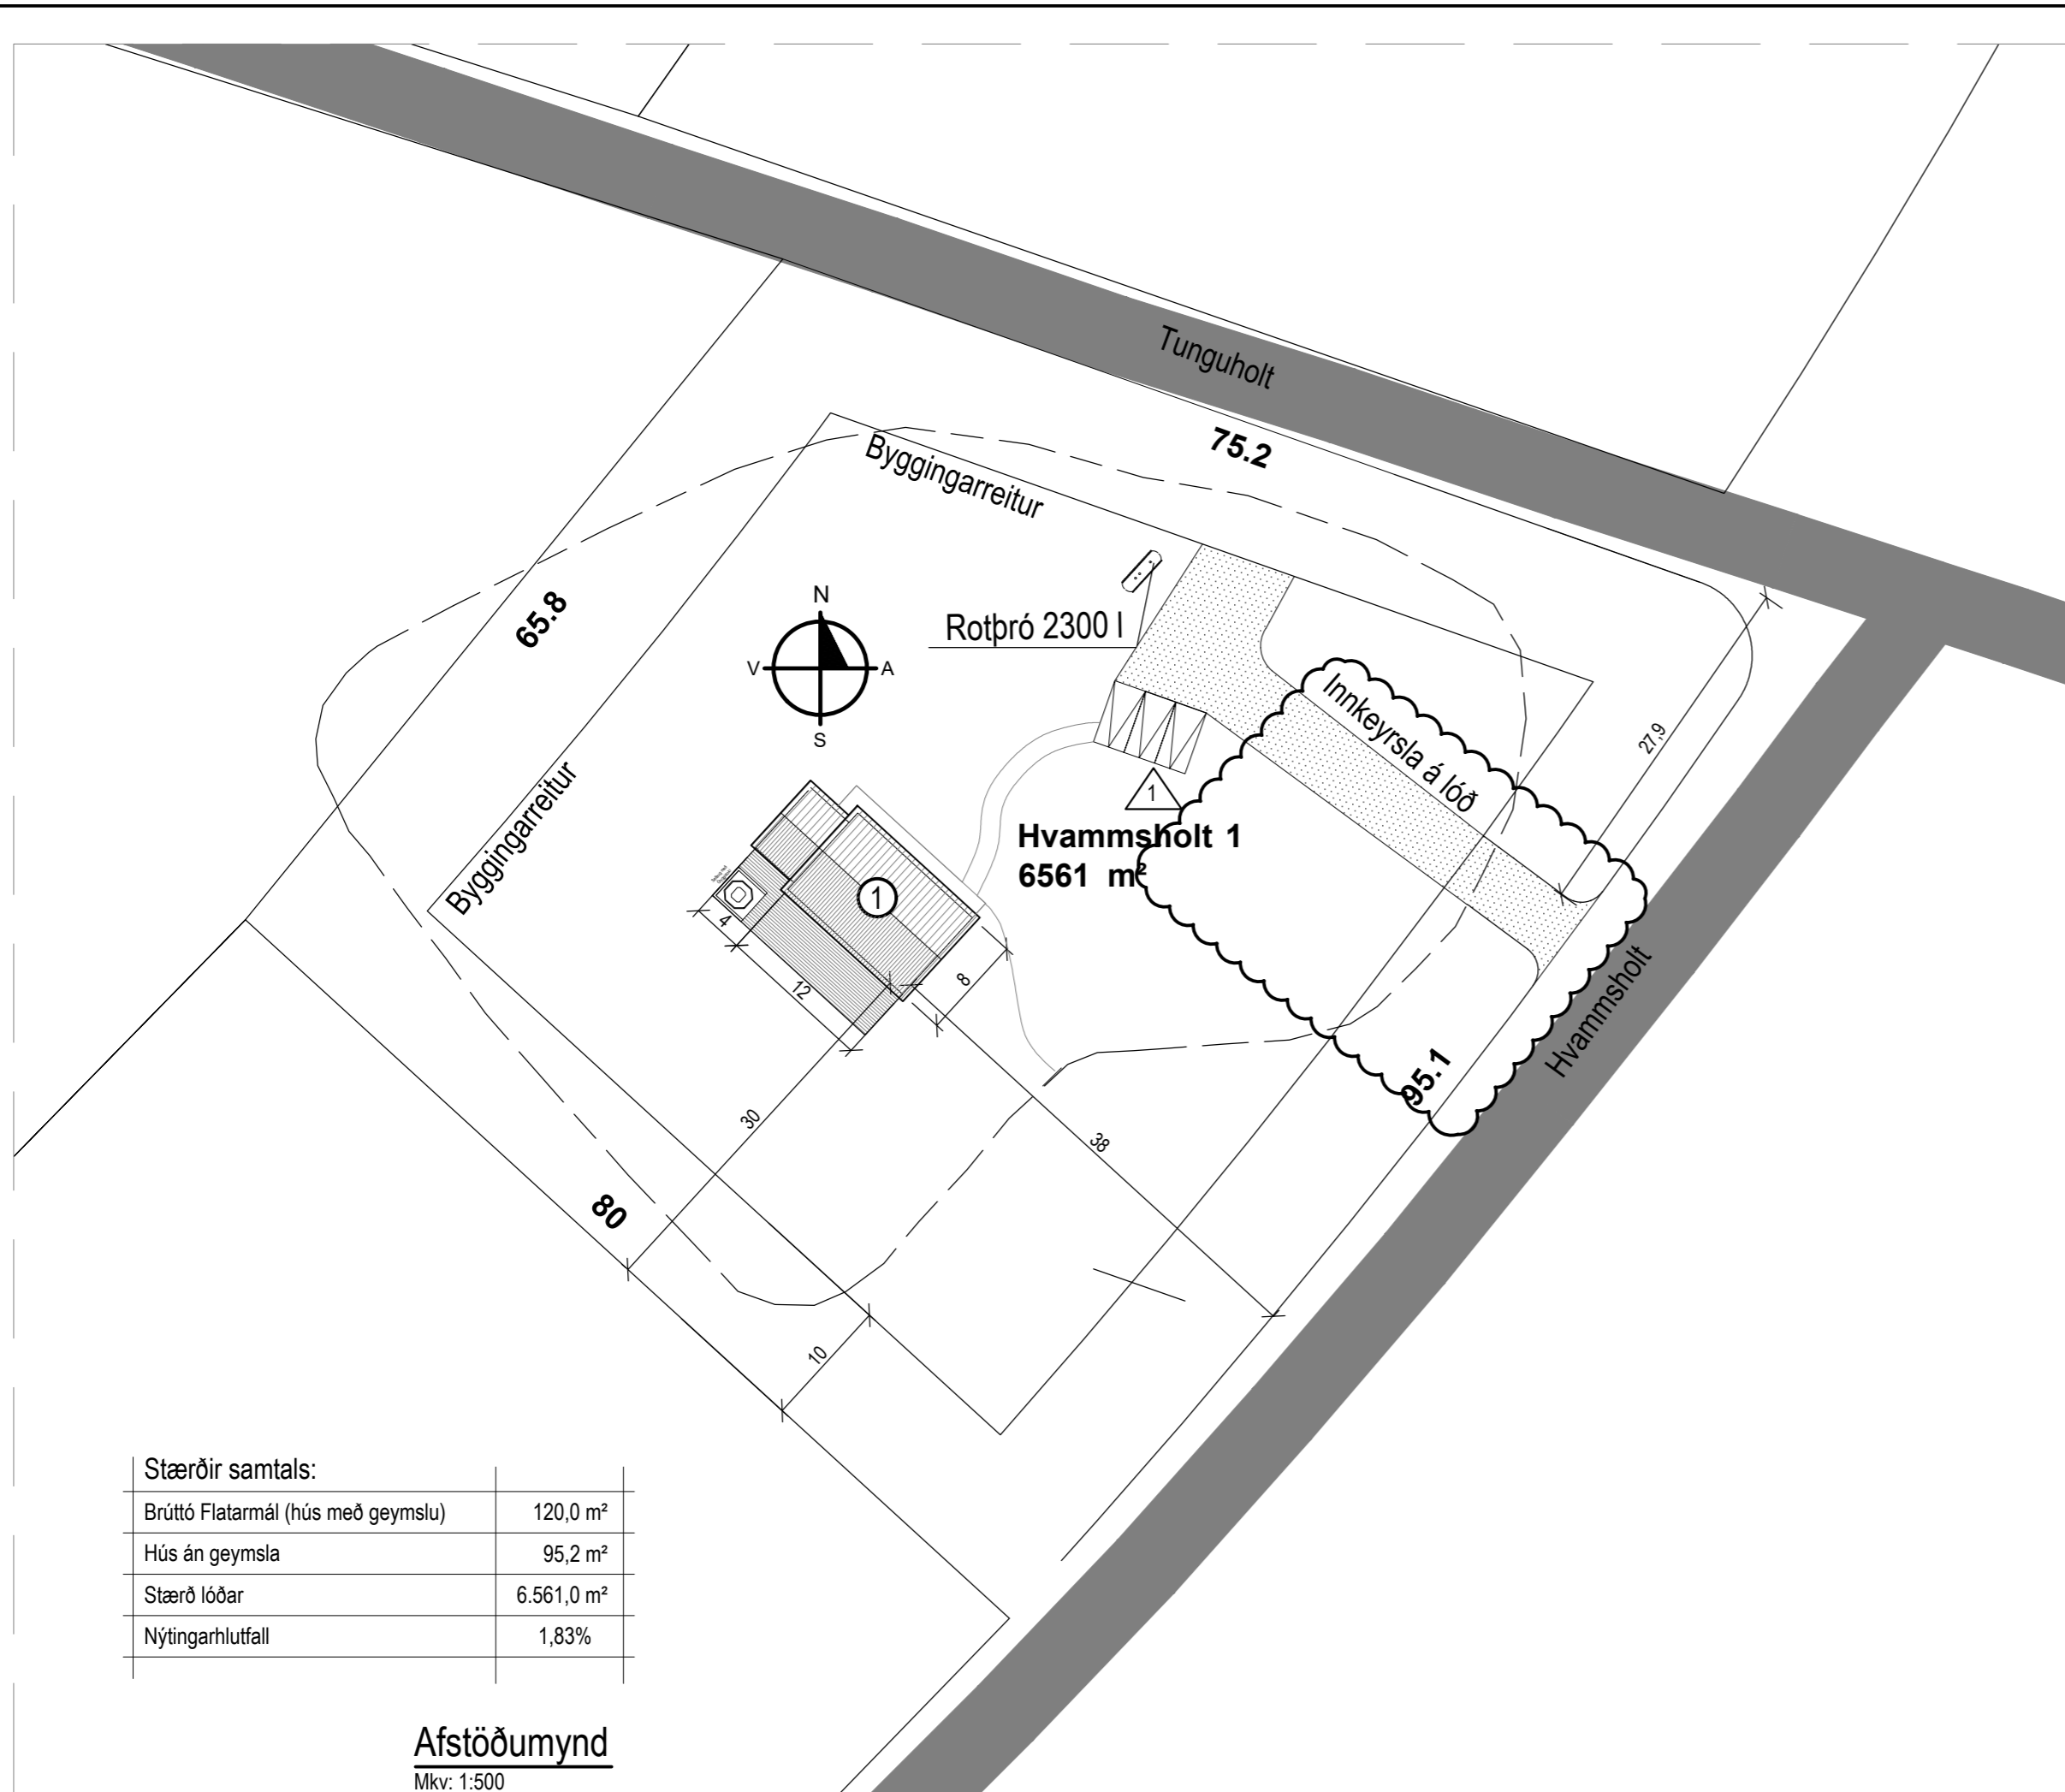 Tunguholt
75.2
Byggingarreitur
65.8
N
V
A
S
Rotþró 2300 l
Innkeyrsla á lóð
27,9
1
Hvammsholt 1
6561 m²
Byggingarreitur
1
4
12
8
Hvammsholt
95.1
30
38
80
10
Stærðir samtals:
Brúttó Flatarmál (hús með geymslu) 120,0 m²
Hús án geymsla 95,2 m²
Stærð lóðar 6.561,0 m²
Nýtingarhlutfall 1,83%
Afstöðumynd
Mkv: 1:500